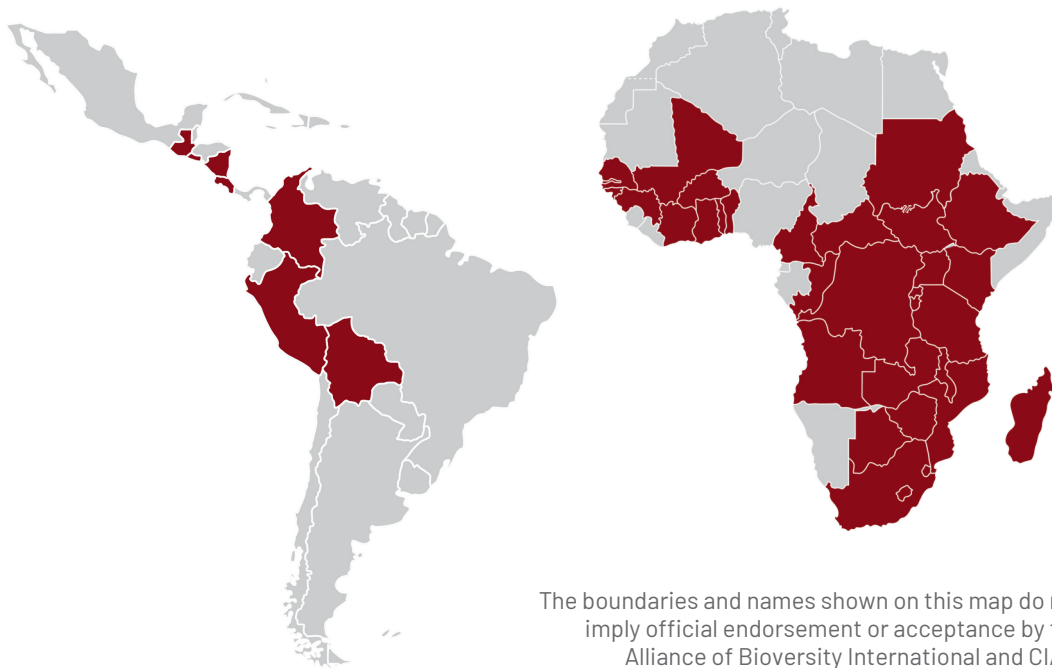 The boundaries and names shown on this map do
imply official endorsement or acceptance by
Alliance of Bioversity International and